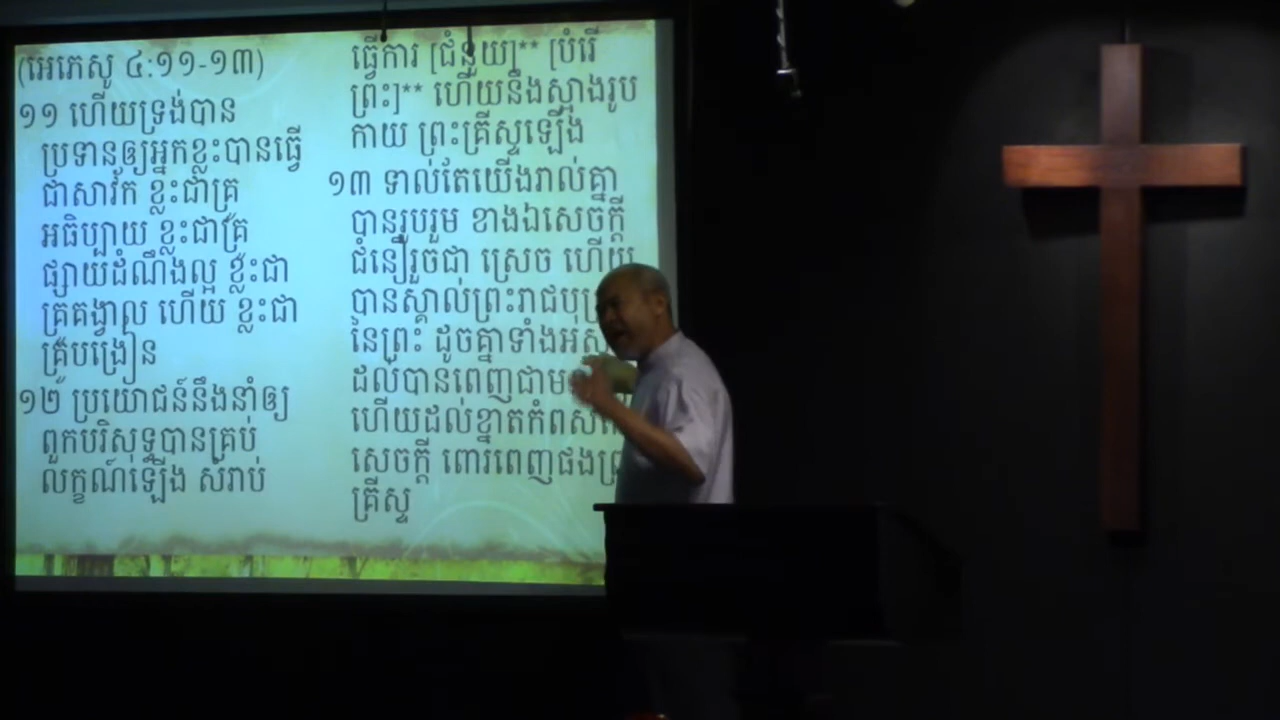 (អេភេសូ ៤:១១-១៣)
១១ ហើយទ្រង់បាន
ប្រទានឲ្យអ្នកខ្លះបានធ្វើ
ជាសាវ័ក ខ្លះជាគ្រូ
អធិប្បាយ ខ្លះជាគ្រូ
ផ្សាយដំណឹងល្អ ខ្លះជា
គ្រូគង្វាល ហើយ ខ្លះជា
គ្រូបង្រៀន
១២ ប្រយោជន៍នឹងនាំឲ្យ
ពួកបរិសុទ្ធបានគ្រប់
លក្ខណ៍ឡើង សំរាប់
ធ្វើការ [ជំនួយ]** [បំរើ
ព្រះ]** ហើយនឹងស្អាងរូប
កាយ ព្រះគ្រីស្ទឡើង
១៣ ទាល់តែយើងរាល់គ្នា
បានរួបរួម ខាងឯសេចក្តី
ជំនឿរួចជា ស្រេច ហើយ
បានស្គាល់ព្រះរាជបុត្រ
នៃព្រះ ដូចគ្នាទាំងអស់
ដល់បានពេញជា
ហើយដល់ខ្នាតកំពស់
សេចក្តី ពោរពេញផង
គ្រីស្ទ